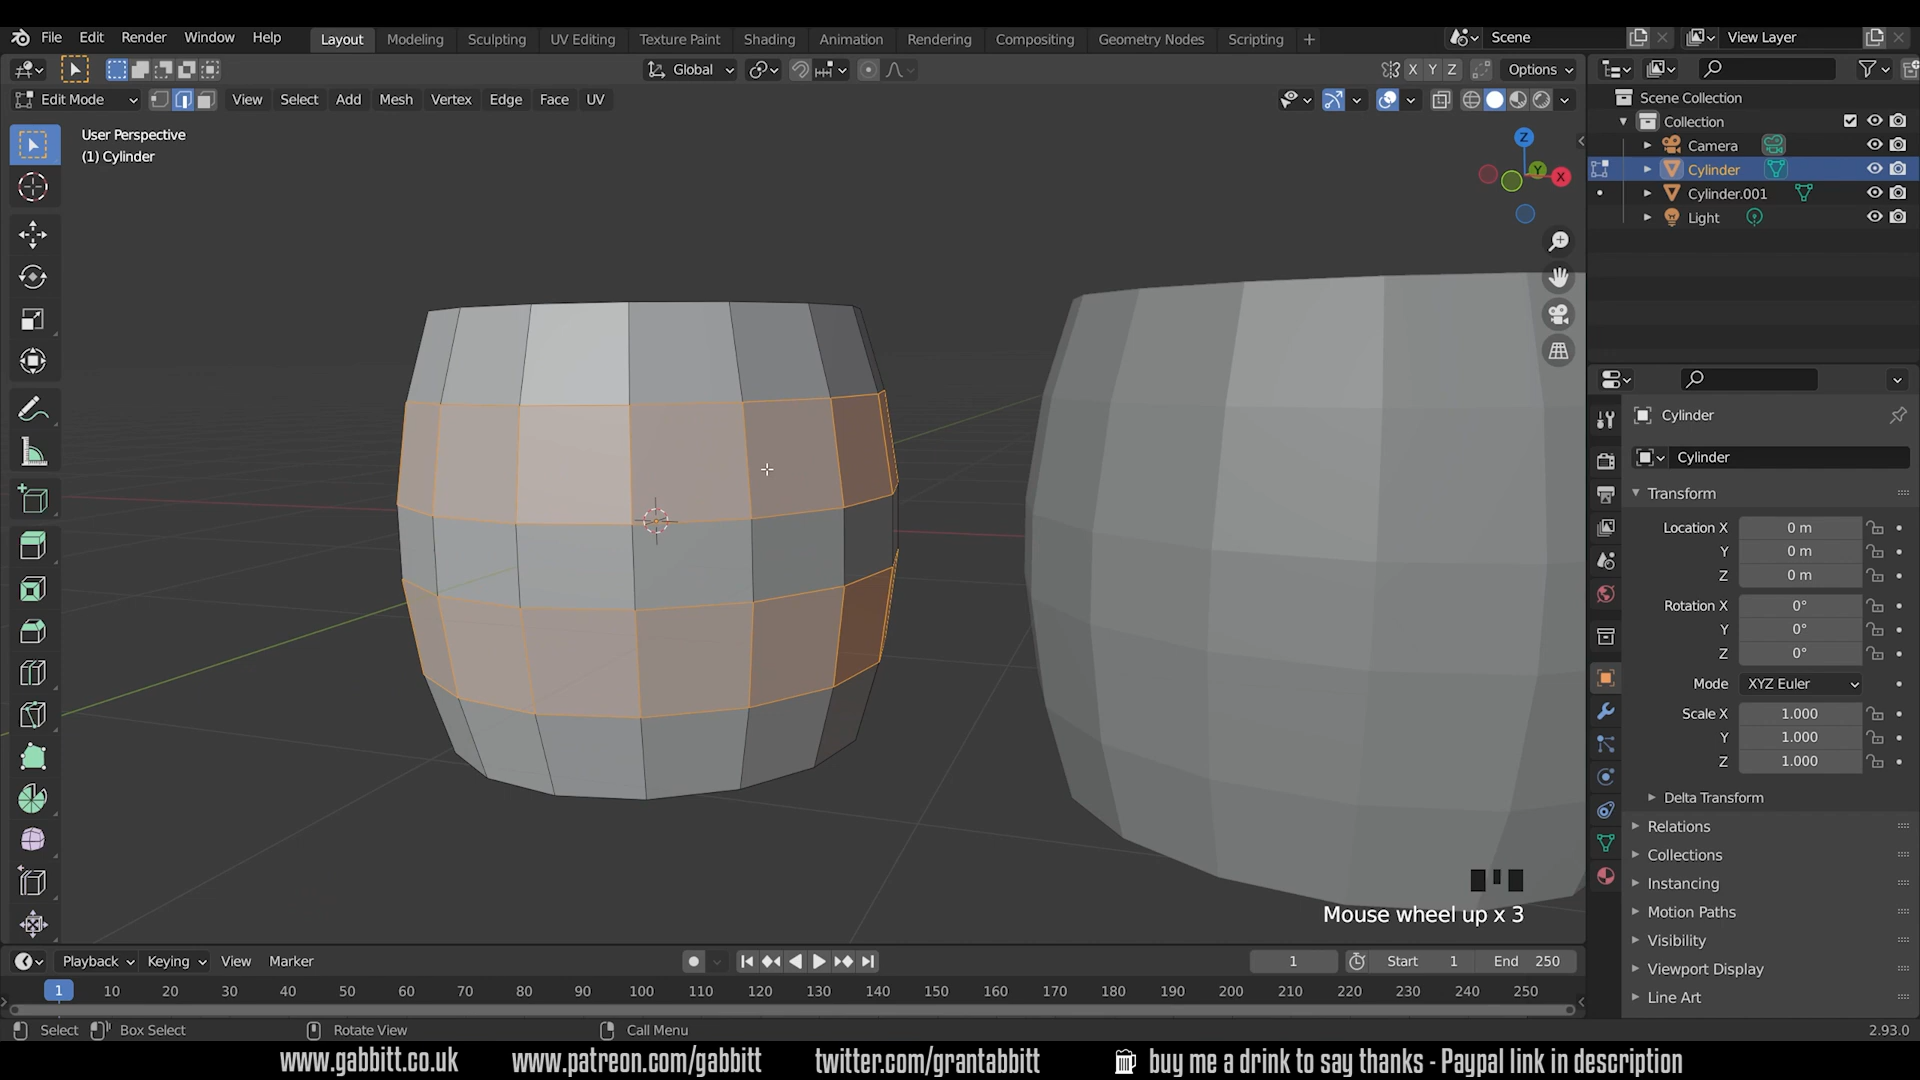 File Edit Render Window Help Layout Modeling Sculpting UV Editing Texture Paint Shading Animation Rendering Compositing Geometry Nodes Scripting + Scene View Layer
Global X Y Z Options
Edit Mode View Select Add Mesh Vertex Edge Face UV
User Perspective
(1) Cylinder
Z
Y
X
Scene Collection
Collection
Camera
Cylinder
Cylinder.001
Light
Cylinder
Cylinder
Transform
Location X 0 m
Y 0 m
Z 0 m
Rotation X 0°
Y 0°
Z 0°
Mode XYZ Euler
Scale X 1.000
Y 1.000
Z 1.000
Delta Transform
Relations
Collections
Instancing
Motion Paths
Visibility
Viewport Display
Line Art
Mouse wheel up x 3
Playback Keying View Marker 1 Start 1 End 250
1 10 20 30 40 50 60 70 80 90 100 110 120 130 140 150 160 170 180 190 200 210 220 230 240 250
Select Box Select Rotate View Call Menu 2.93.0
www.gabbitt.co.uk www.patreon.com/gabbitt twitter.com/grantabbitt buy me a drink to say thanks - Paypal link in description